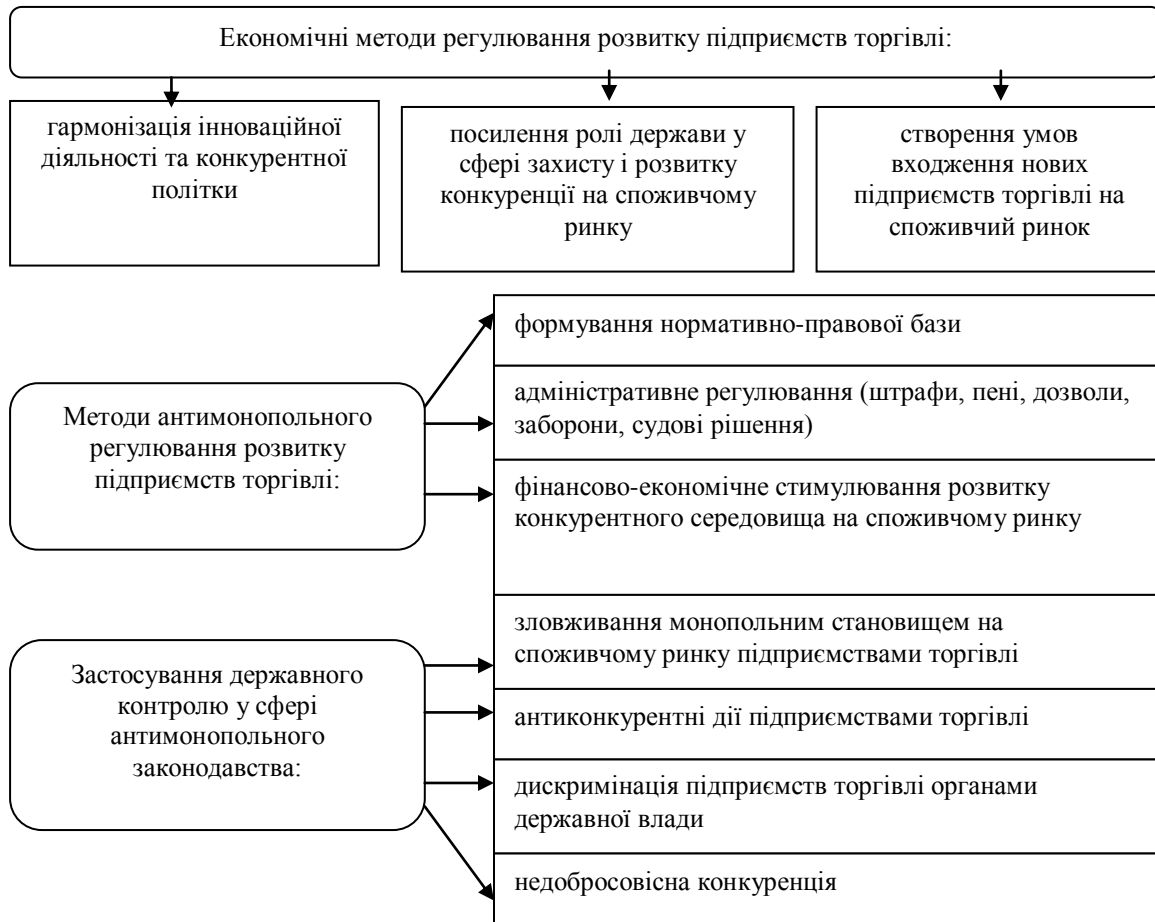 Економічні методи регулювання розвитку підприємств торгівлі:
гармонізація інноваційної
діяльності та конкурентної
політки
посилення ролі держави у
сфері захисту і розвитку
конкуренції на споживчому
ринку
створення умов
входження нових
підприємств торгівлі на
споживчий ринок
Методи антимонопольного
регулювання розвитку
підприємств торгівлі:
формування нормативно-правової бази
адміністративне регулювання (штрафи, пені, дозволи,
заборони, судові рішення)
фінансово-економічне стимулювання розвитку
конкурентного середовища на споживчому ринку
Застосування державного
контролю у сфері
антимонопольного
законодавства:
зловживання монопольним становищем на
споживчому ринку підприємствами торгівлі
антиконкурентні дії підприємствами торгівлі
дискримінація підприємств торгівлі органами
державної влади
недобросовісна конкуренція